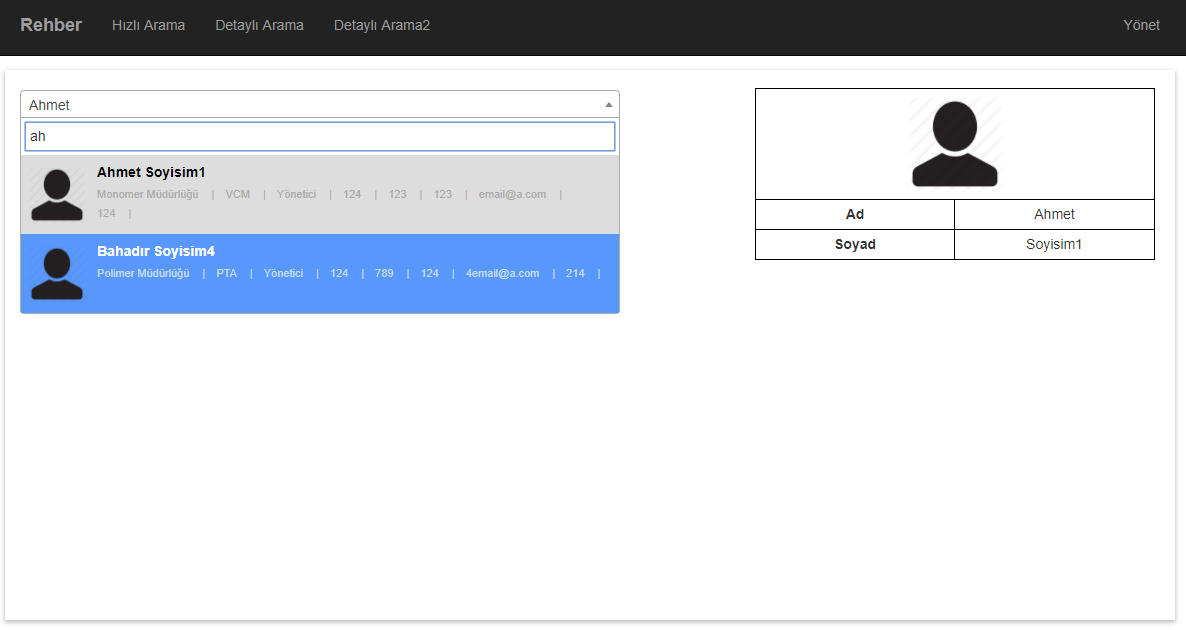 Rehber Hızlı Arama Detaylı Arama Detaylı Arama2 Yönet
Ahmet
ah
Ahmet Soyisim1
Monomer Müdürlüğü | VCM | Yönetici | 124 | 123 | 123 | email@a.com |
124 |
Bahadır Soyisim4
Polimer Müdürlüğü | PTA | Yönetici | 124 | 789 | 124 | 4email@a.com | 214 |
Ad Ahmet
Soyad Soyisim1